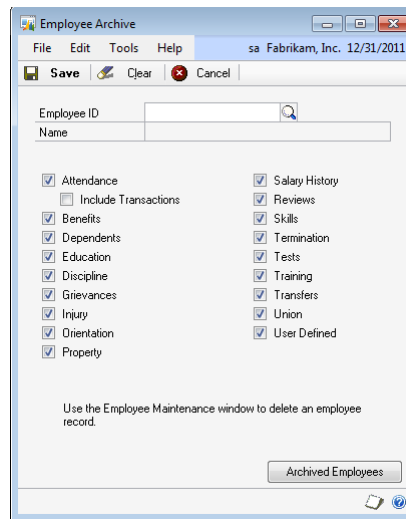 Employee Archive
File Edit Tools Help sa Fabrikam, Inc. 12/31/2011
Save Clear Cancel
Employee ID
Name
Attendance Salary History
Include Transactions Reviews
Benefits Skills
Dependents Termination
Education Tests
Discipline Training
Grievances Transfers
Injury Union
Orientation User Defined
Property
Use the Employee Maintenance window to delete an employee
record.
Archived Employees